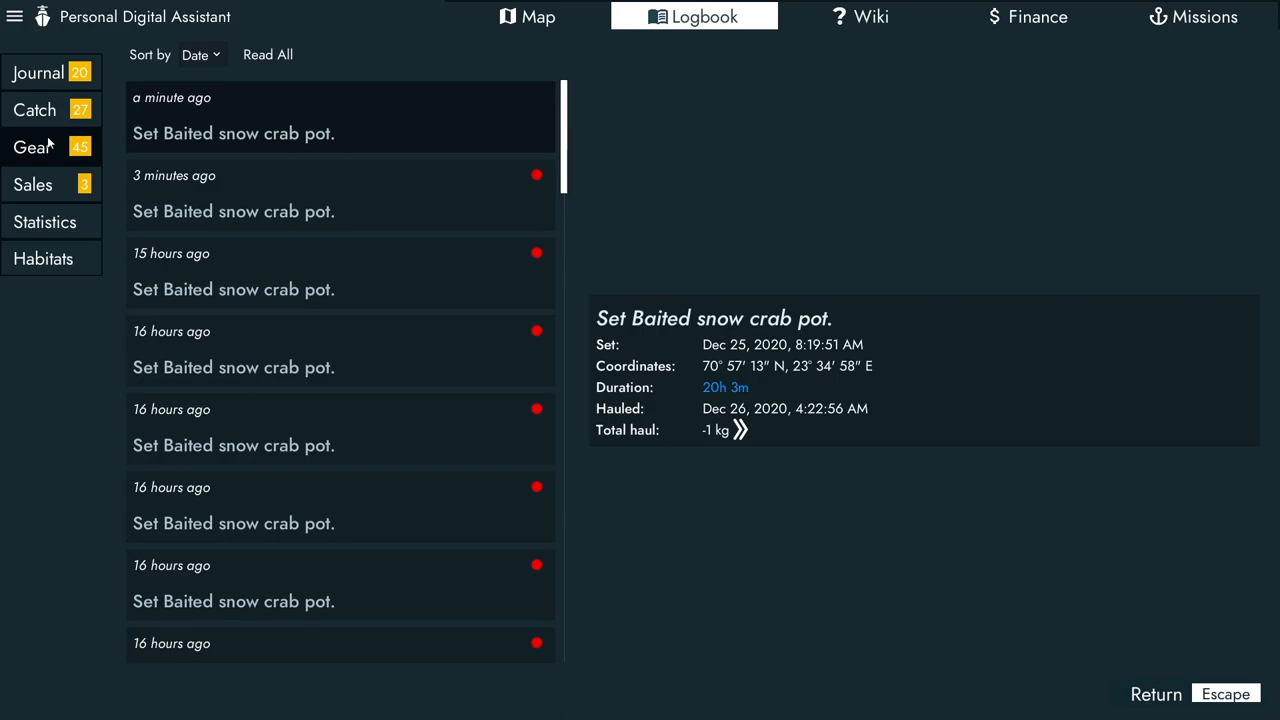 Personal Digital Assistant
Map
Logbook
? Wiki
$ Finance
Missions
Sort by Date Read All
Journal 20
Catch 27
Gear 45
Sales 3
Statistics
Habitats
a minute ago
Set Baited snow crab pot.
3 minutes ago
Set Baited snow crab pot.
15 hours ago
Set Baited snow crab pot.
16 hours ago
Set Baited snow crab pot.
16 hours ago
Set Baited snow crab pot.
16 hours ago
Set Baited snow crab pot.
16 hours ago
Set Baited snow crab pot.
16 hours ago
Set Baited snow crab pot.
Set: Dec 25, 2020, 8:19:51 AM
Coordinates: 70° 57' 13" N, 23° 34' 58" E
Duration: 20h 3m
Hauled: Dec 26, 2020, 4:22:56 AM
Total haul: -1 kg
Return Escape